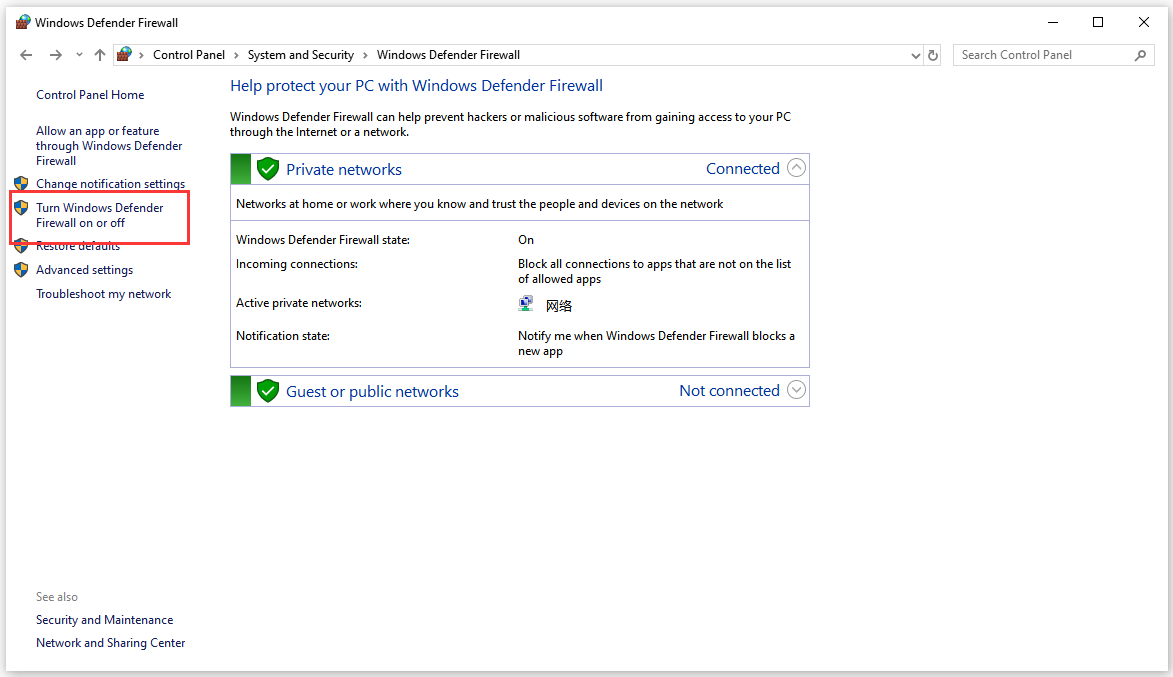 Windows Defender Firewall
Control Panel > System and Security > Windows Defender Firewall
Search Control Panel
Control Panel Home
Allow an app or feature
through Windows Defender
Firewall
Change notification settings
Turn Windows Defender
Firewall on or off
Restore defaults
Advanced settings
Troubleshoot my network
See also
Security and Maintenance
Network and Sharing Center
Help protect your PC with Windows Defender Firewall
Windows Defender Firewall can help prevent hackers or malicious software from gaining access to your PC
through the Internet or a network.
Private networks Connected
Networks at home or work where you know and trust the people and devices on the network
Windows Defender Firewall state: On
Incoming connections: Block all connections to apps that are not on the list
of allowed apps
Active private networks: 网络
Notification state: Notify me when Windows Defender Firewall blocks a
new app
Guest or public networks Not connected